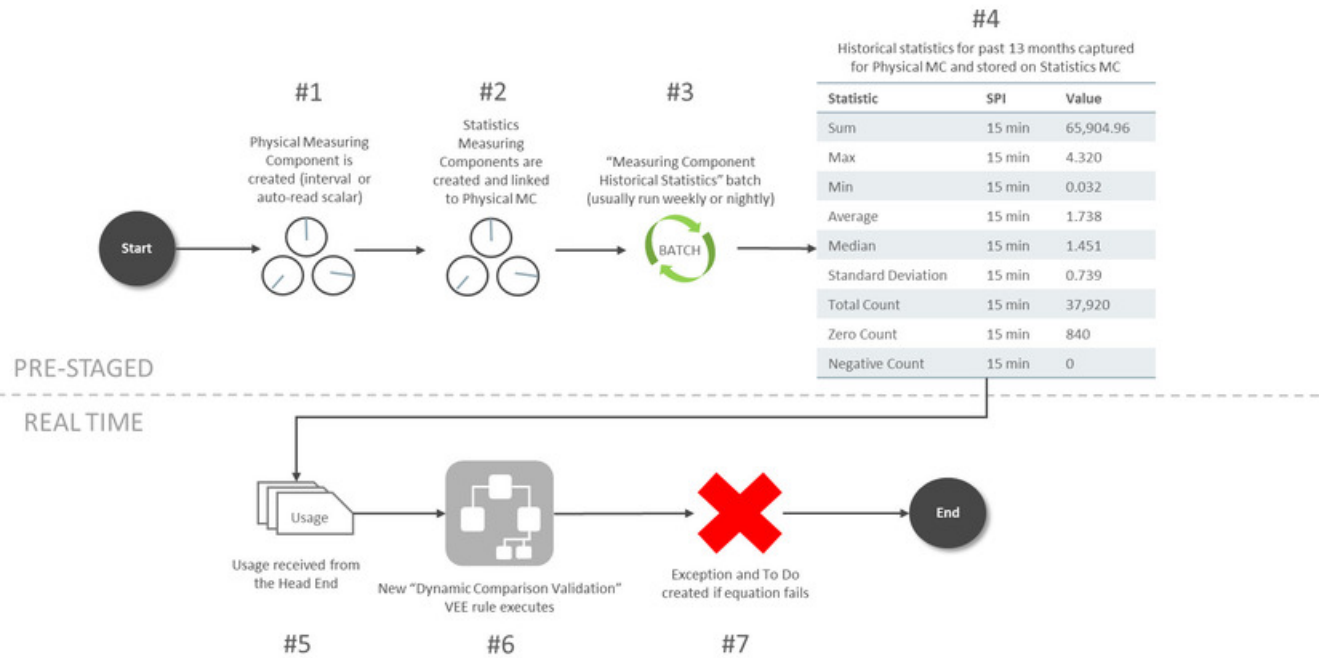 #1
Physical Measuring
Component is
created (interval or
auto-read scalar)
#2
Statistics
Measuring
Components are
created and linked
to Physical MC
#3
“Measuring Component
Historical Statistics” batch
(usually run weekly or nightly)
#4
Historical statistics for past 13 months captured
for Physical MC and stored on Statistics MC
Statistic SPI Value
Sum 15 min 65,904.96
Max 15 min 4.320
Min 15 min 0.032
Average 15 min 1.738
Median 15 min 1.451
Standard Deviation 15 min 0.739
Total Count 15 min 37,920
Zero Count 15 min 840
Negative Count 15 min 0
Start
BATCH
PRE-STAGED
REAL TIME
Usage
Usage received from
the Head End
#5
New “Dynamic Comparison Validation”
VEE rule executes
#6
Exception and To Do
created if equation fails
#7
End